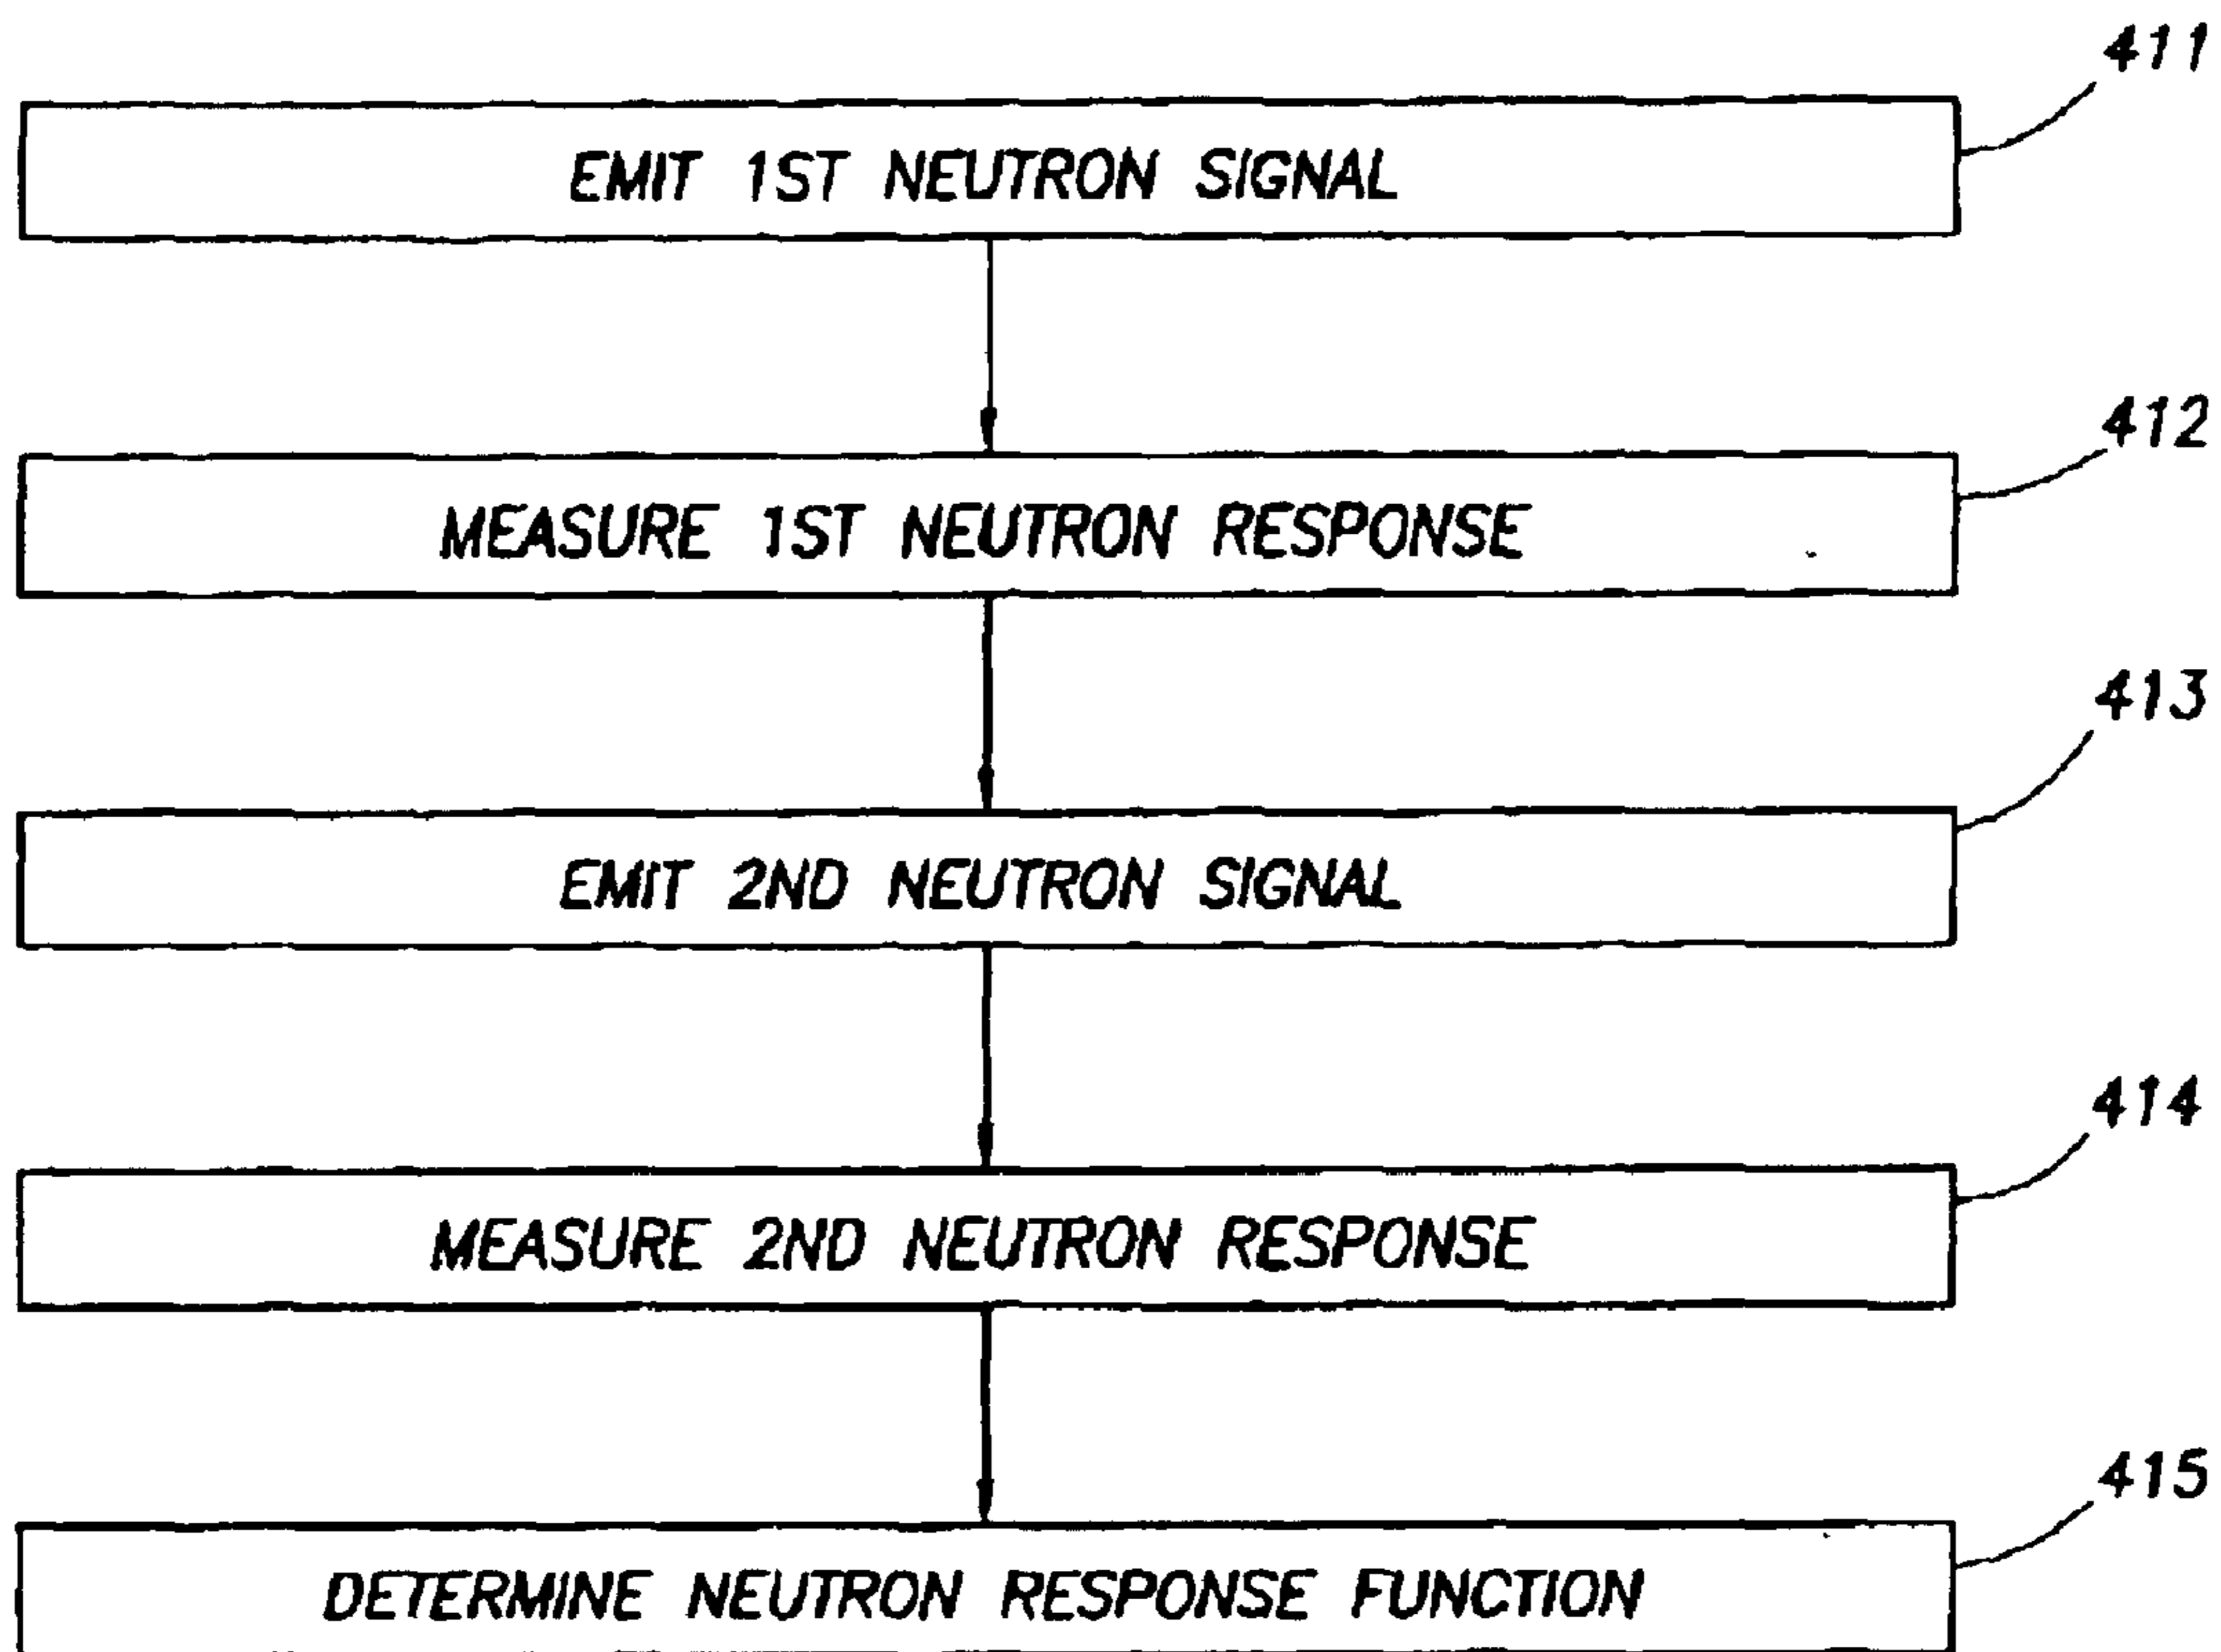 411
EMIT 1ST NEUTRON SIGNAL
412
MEASURE 1ST NEUTRON RESPONSE
413
EMIT 2ND NEUTRON SIGNAL
414
MEASURE 2ND NEUTRON RESPONSE
415
DETERMINE NEUTRON RESPONSE FUNCTION